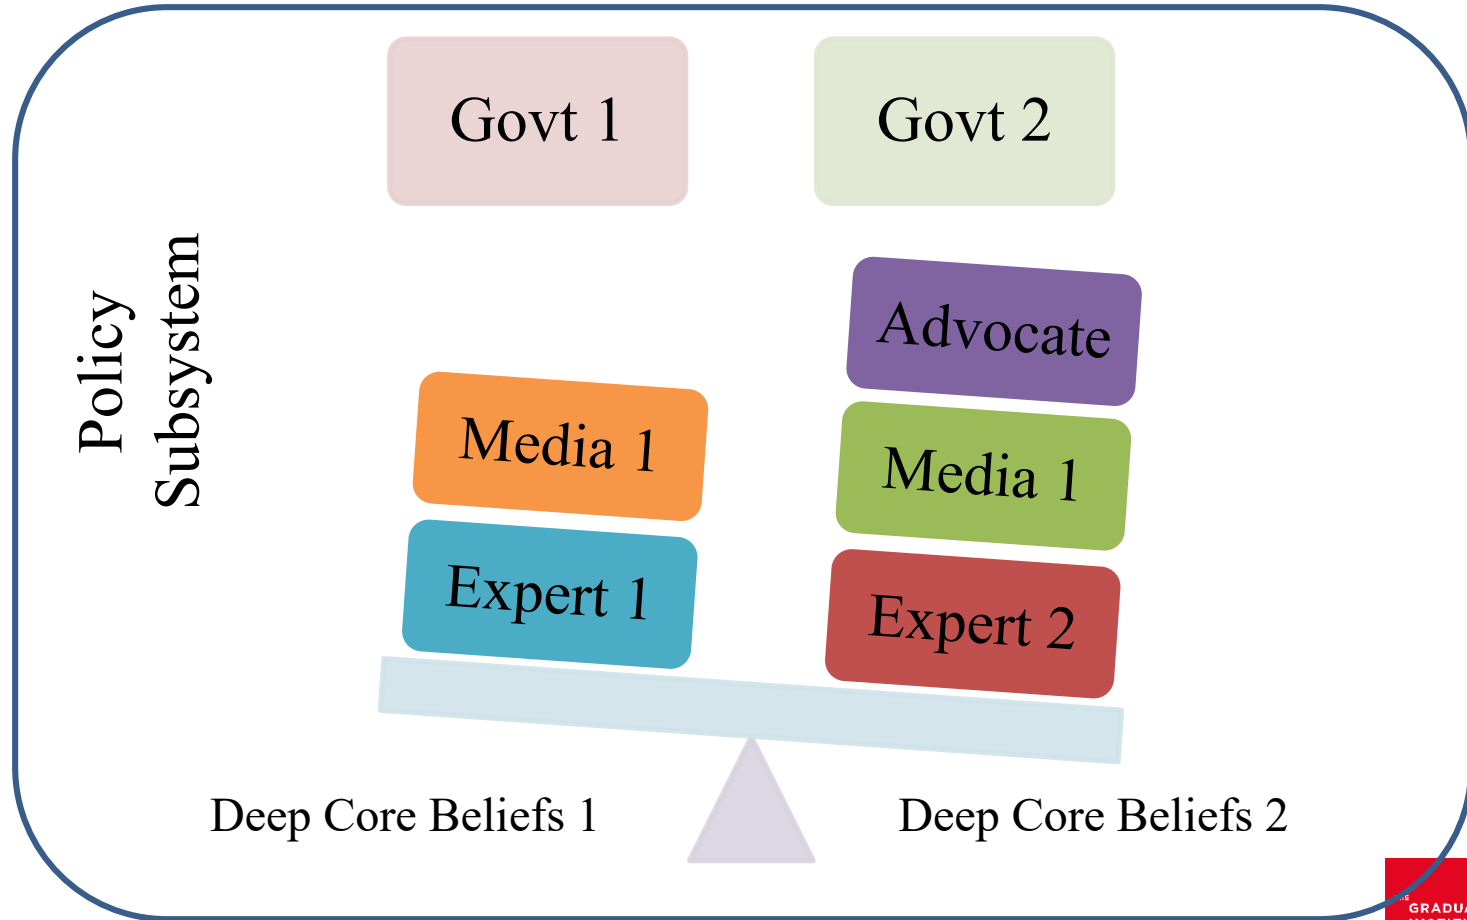 Govt 1
Govt 2
Policy
Subsystem
Advocate
Media 1
Media 1
Expert 1
Expert 2
Deep Core Beliefs 1
Deep Core Beliefs 2